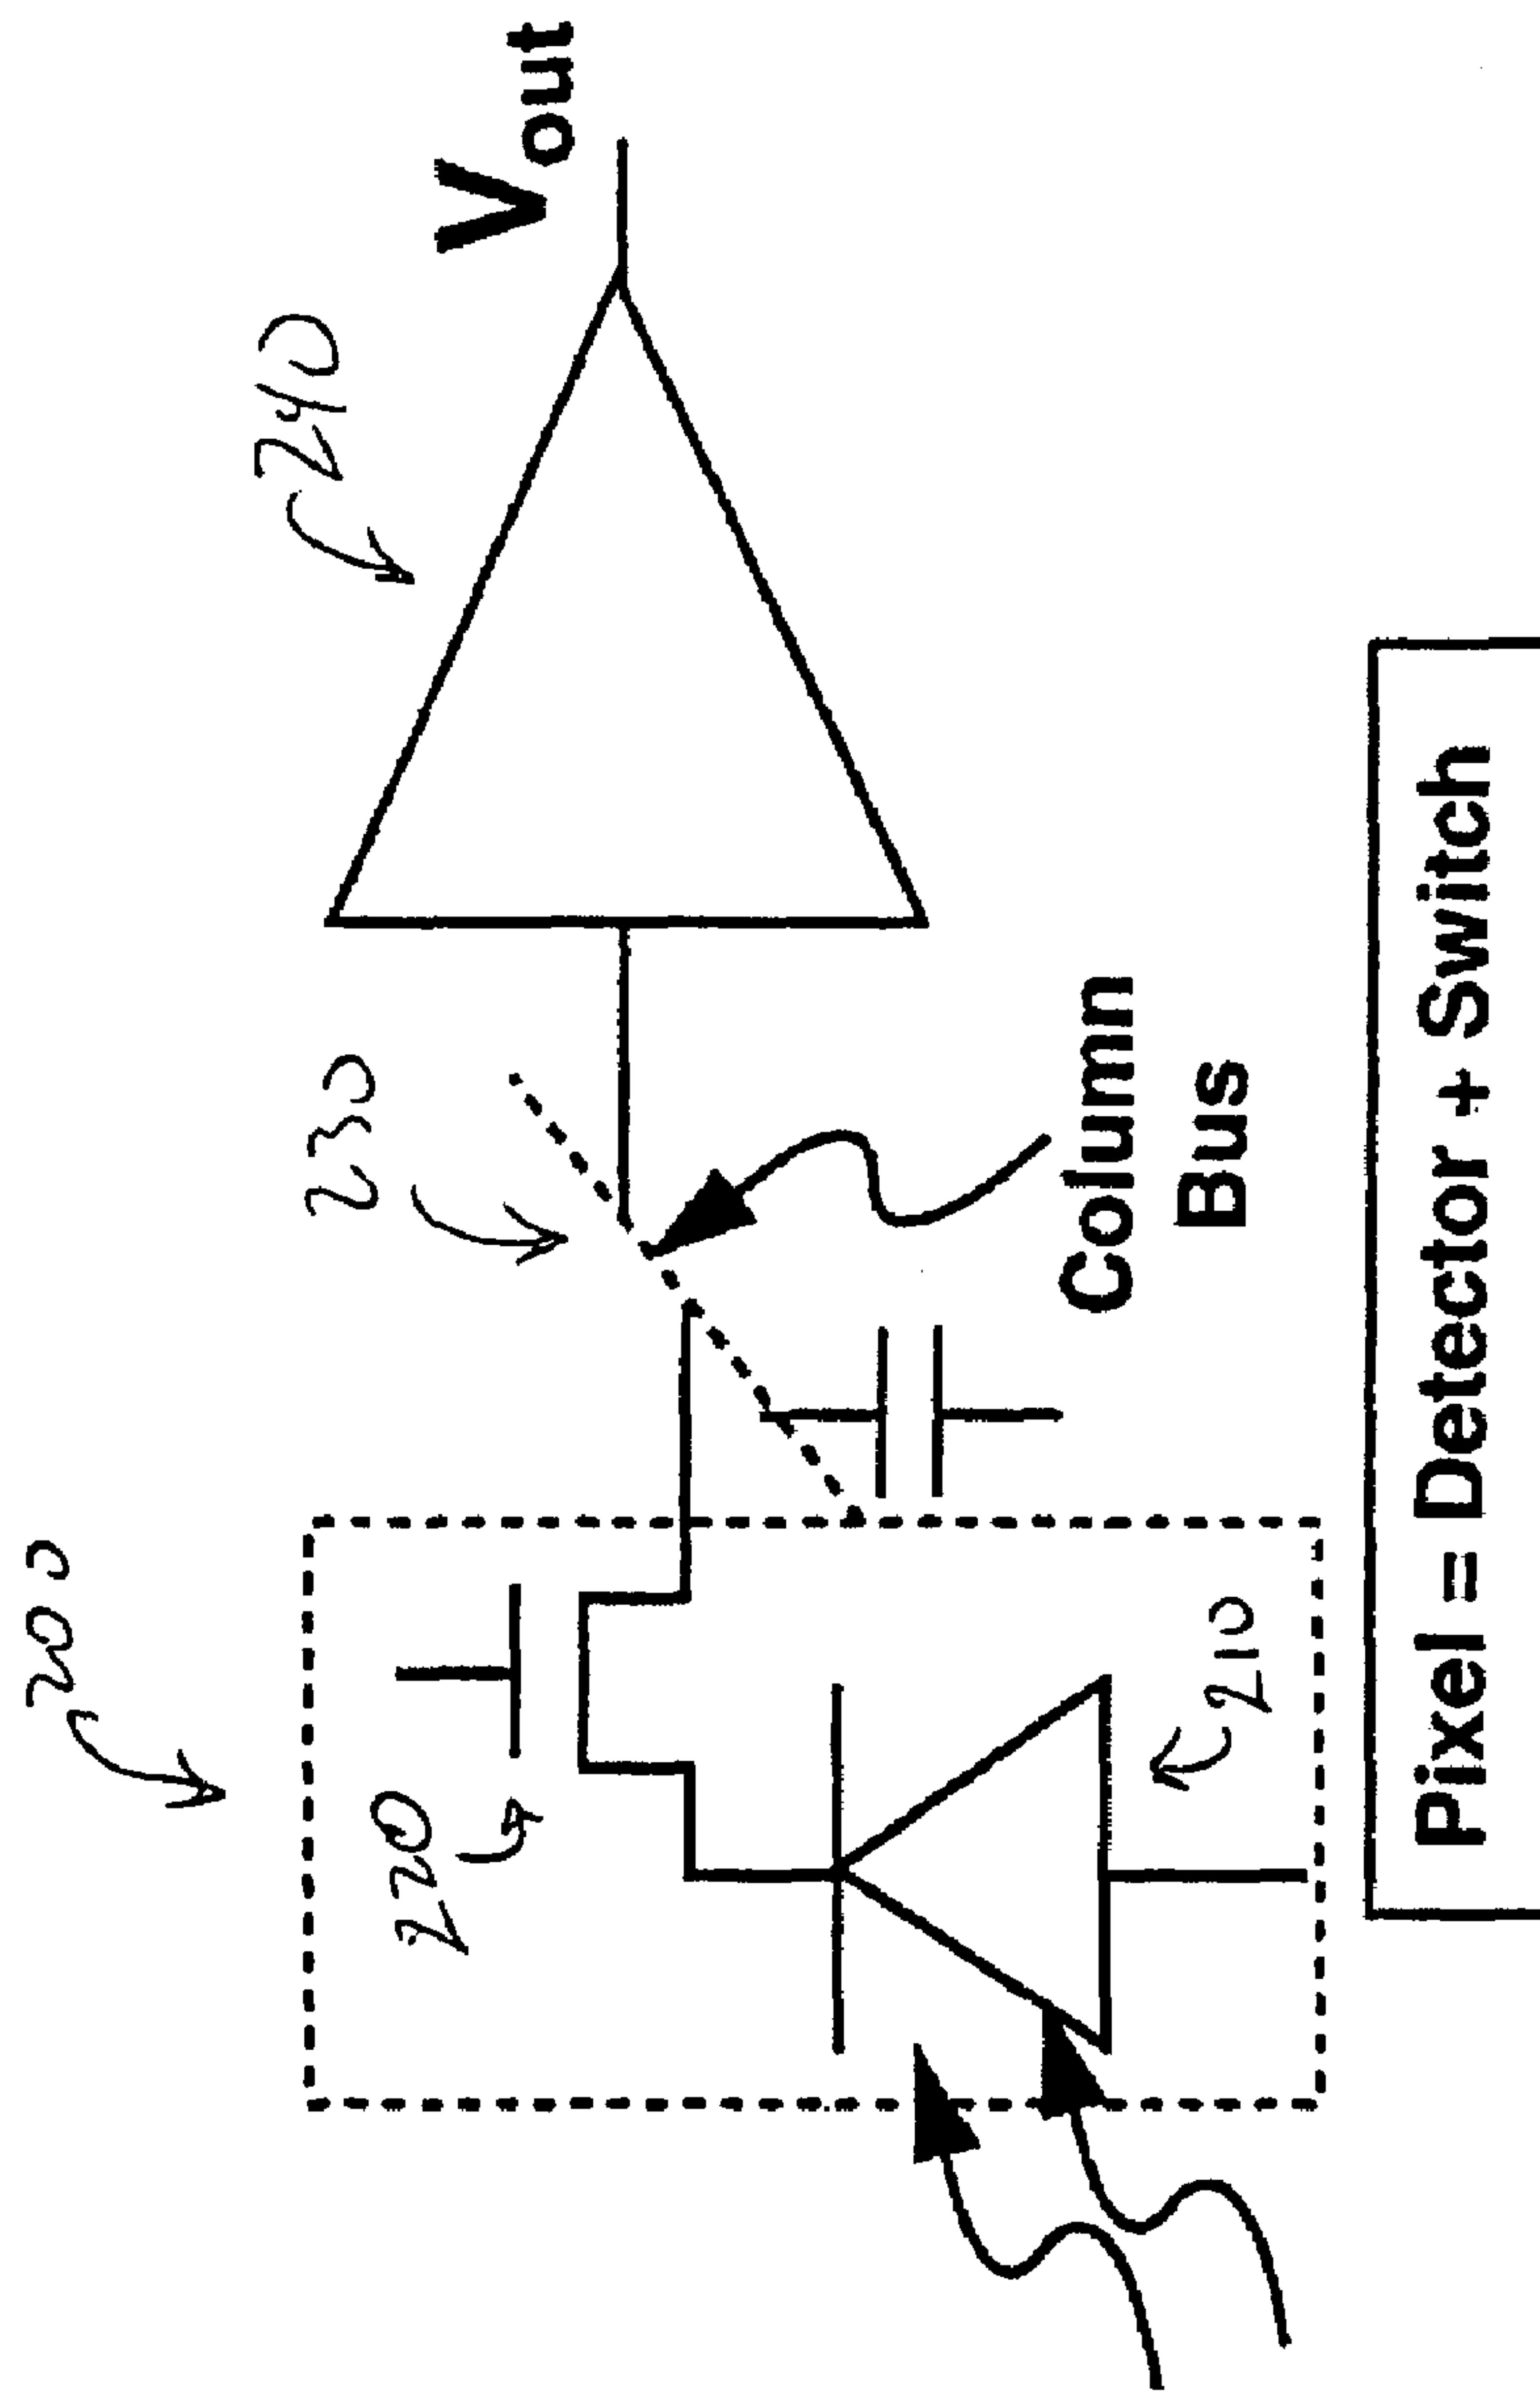 200
220
210
230
240
Vout
Column
Bus
Pixel = Detector + Switch